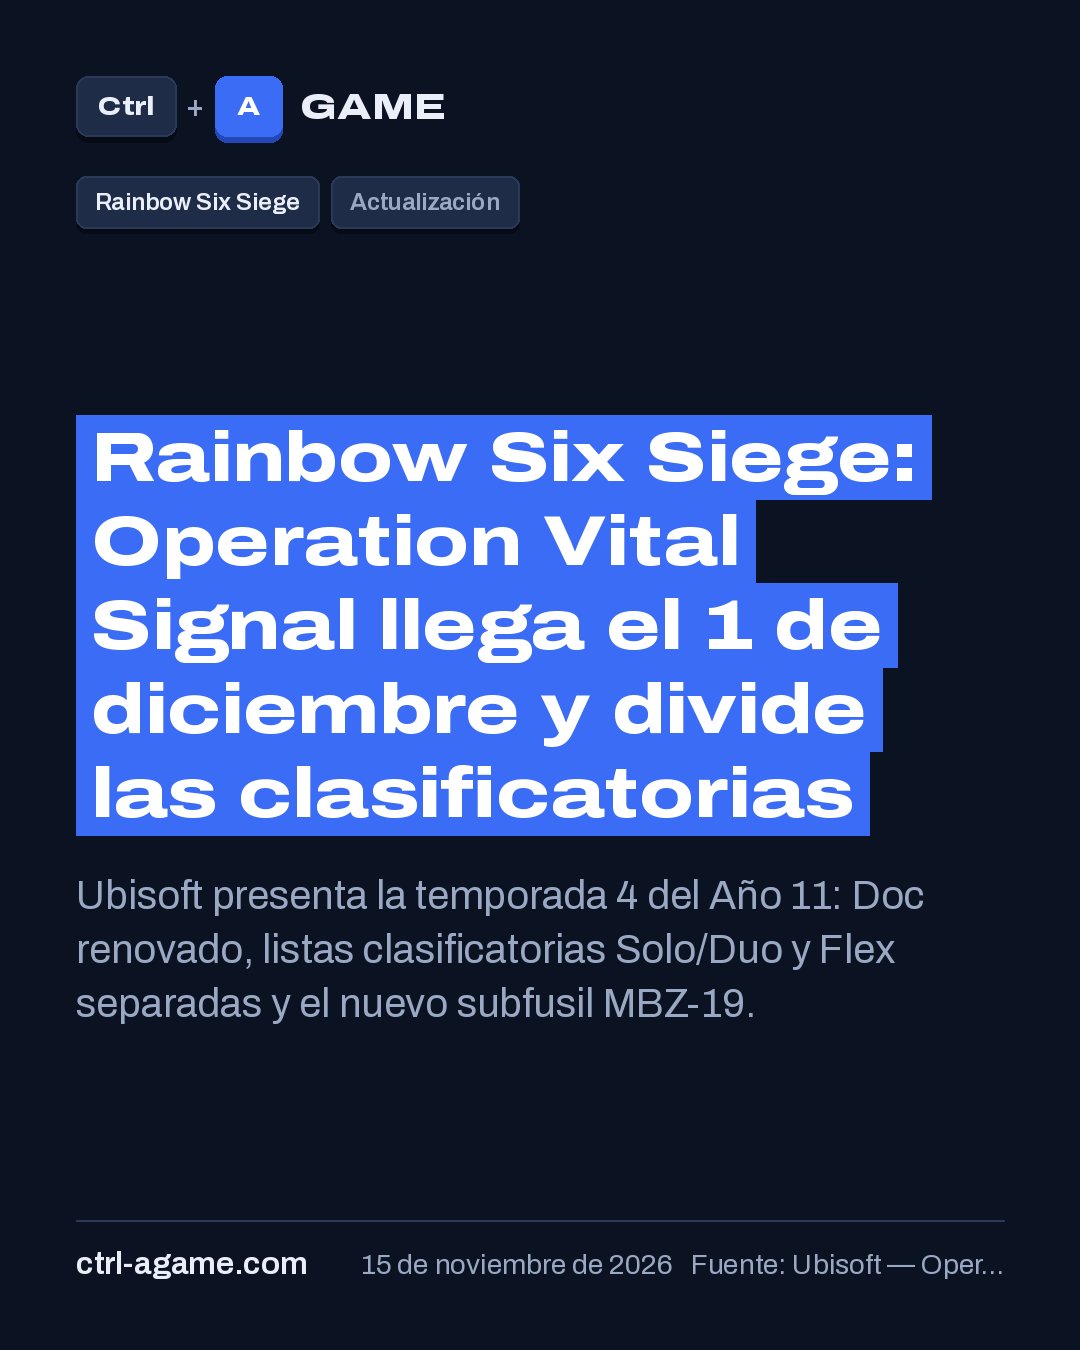 Ctrl + A GAME
Rainbow Six Siege Actualización
Rainbow Six Siege:
Operation Vital
Signal llega el 1 de
diciembre y divide
las clasificatorias
Ubisoft presenta la temporada 4 del Año 11: Doc
renovado, listas clasificatorias Solo/Duo y Flex
separadas y el nuevo subfusil MBZ-19.
ctrl-agame.com 15 de noviembre de 2026 Fuente: Ubisoft — Oper...